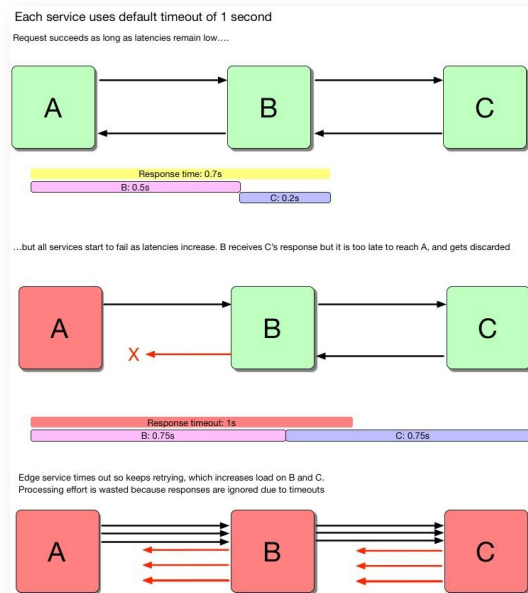 Each service uses default timeout of 1 second
Request succeeds as long as latencies remain low....
A
B
C
Response time: 0.7s
B: 0.5s
C: 0.2s
...but all services start to fail as latencies increase. B receives C's response but it is too late to reach A, and gets discarded
A
B
C
X
Response timeout: 1s
B: 0.75s
C: 0.75s
Edge service times out so keeps retrying, which increases load on B and C.
Processing effort is wasted because responses are ignored due to timeouts
A
B
C